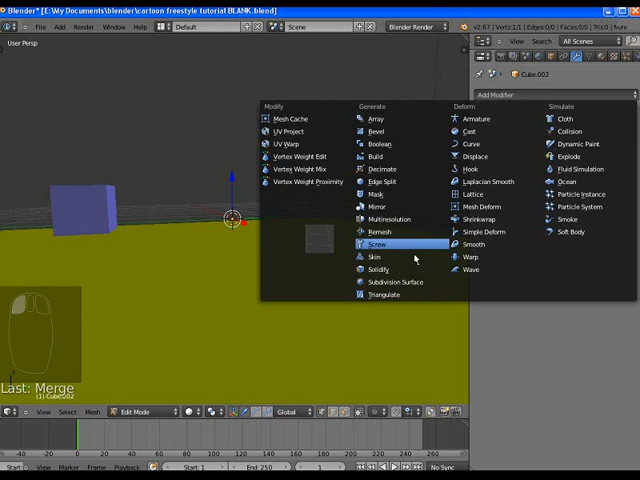 Blender* [E:\My Documents\blender\cartoon freestyle tutorial BLANK.blend]
File Add Render Window Help Default Scene Blender Render v2.67 | Verts:1/1 | Edges:0/0 | Faces:0/0 | Tris:0 |
User Persp
View Search All Scenes
Cube.002
Add Modifier
Modify Generate Deform Simulate
Mesh Cache Array Armature Cloth
UV Project Bevel Cast Collision
UV Warp Boolean Curve Dynamic Paint
Vertex Weight Edit Build Displace Explode
Vertex Weight Mix Decimate Hook Fluid Simulation
Vertex Weight Proximity Edge Split Laplacian Smooth Ocean
Mask Lattice Particle Instance
Mirror Mesh Deform Particle System
Multiresolution Shrinkwrap Smoke
Remesh Simple Deform Soft Body
Screw Smooth
Skin Warp
Solidify Wave
Subdivision Surface
Triangulate
Last: Merge
(1) Cube.002
View Select Mesh Edit Mode Global
-40 -20 0 20 40 60 80 100 120 140 160 180 200 220 240 260
View Marker Frame Playback Start: 1 End: 250 1 No Sync